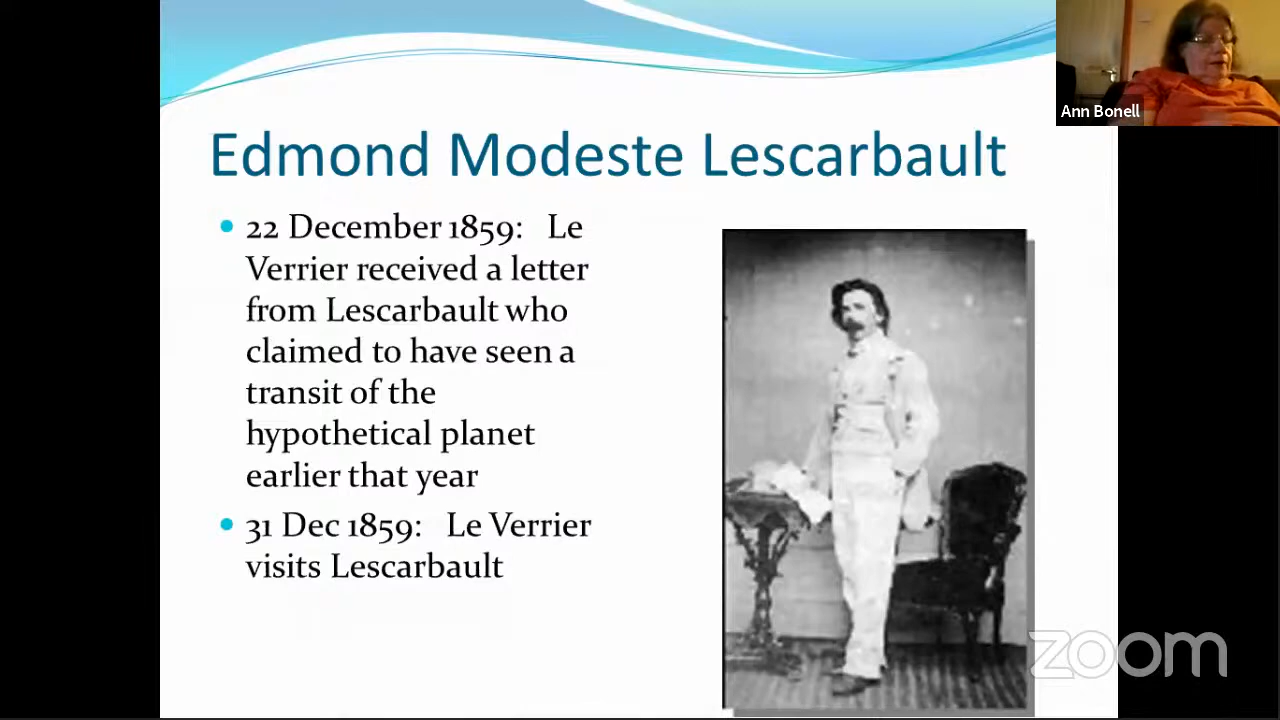 Ann Bonell
Edmond Modeste Lescarbault
22 December 1859: Le
Verrier received a letter
from Lescarbault who
claimed to have seen a
transit of the
hypothetical planet
earlier that year
31 Dec 1859: Le Verrier
visits Lescarbault
zoom